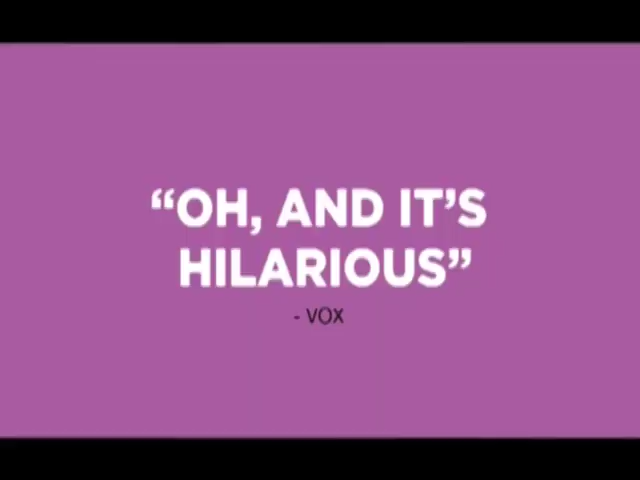 “OH, AND IT’S
HILARIOUS”
- VOX